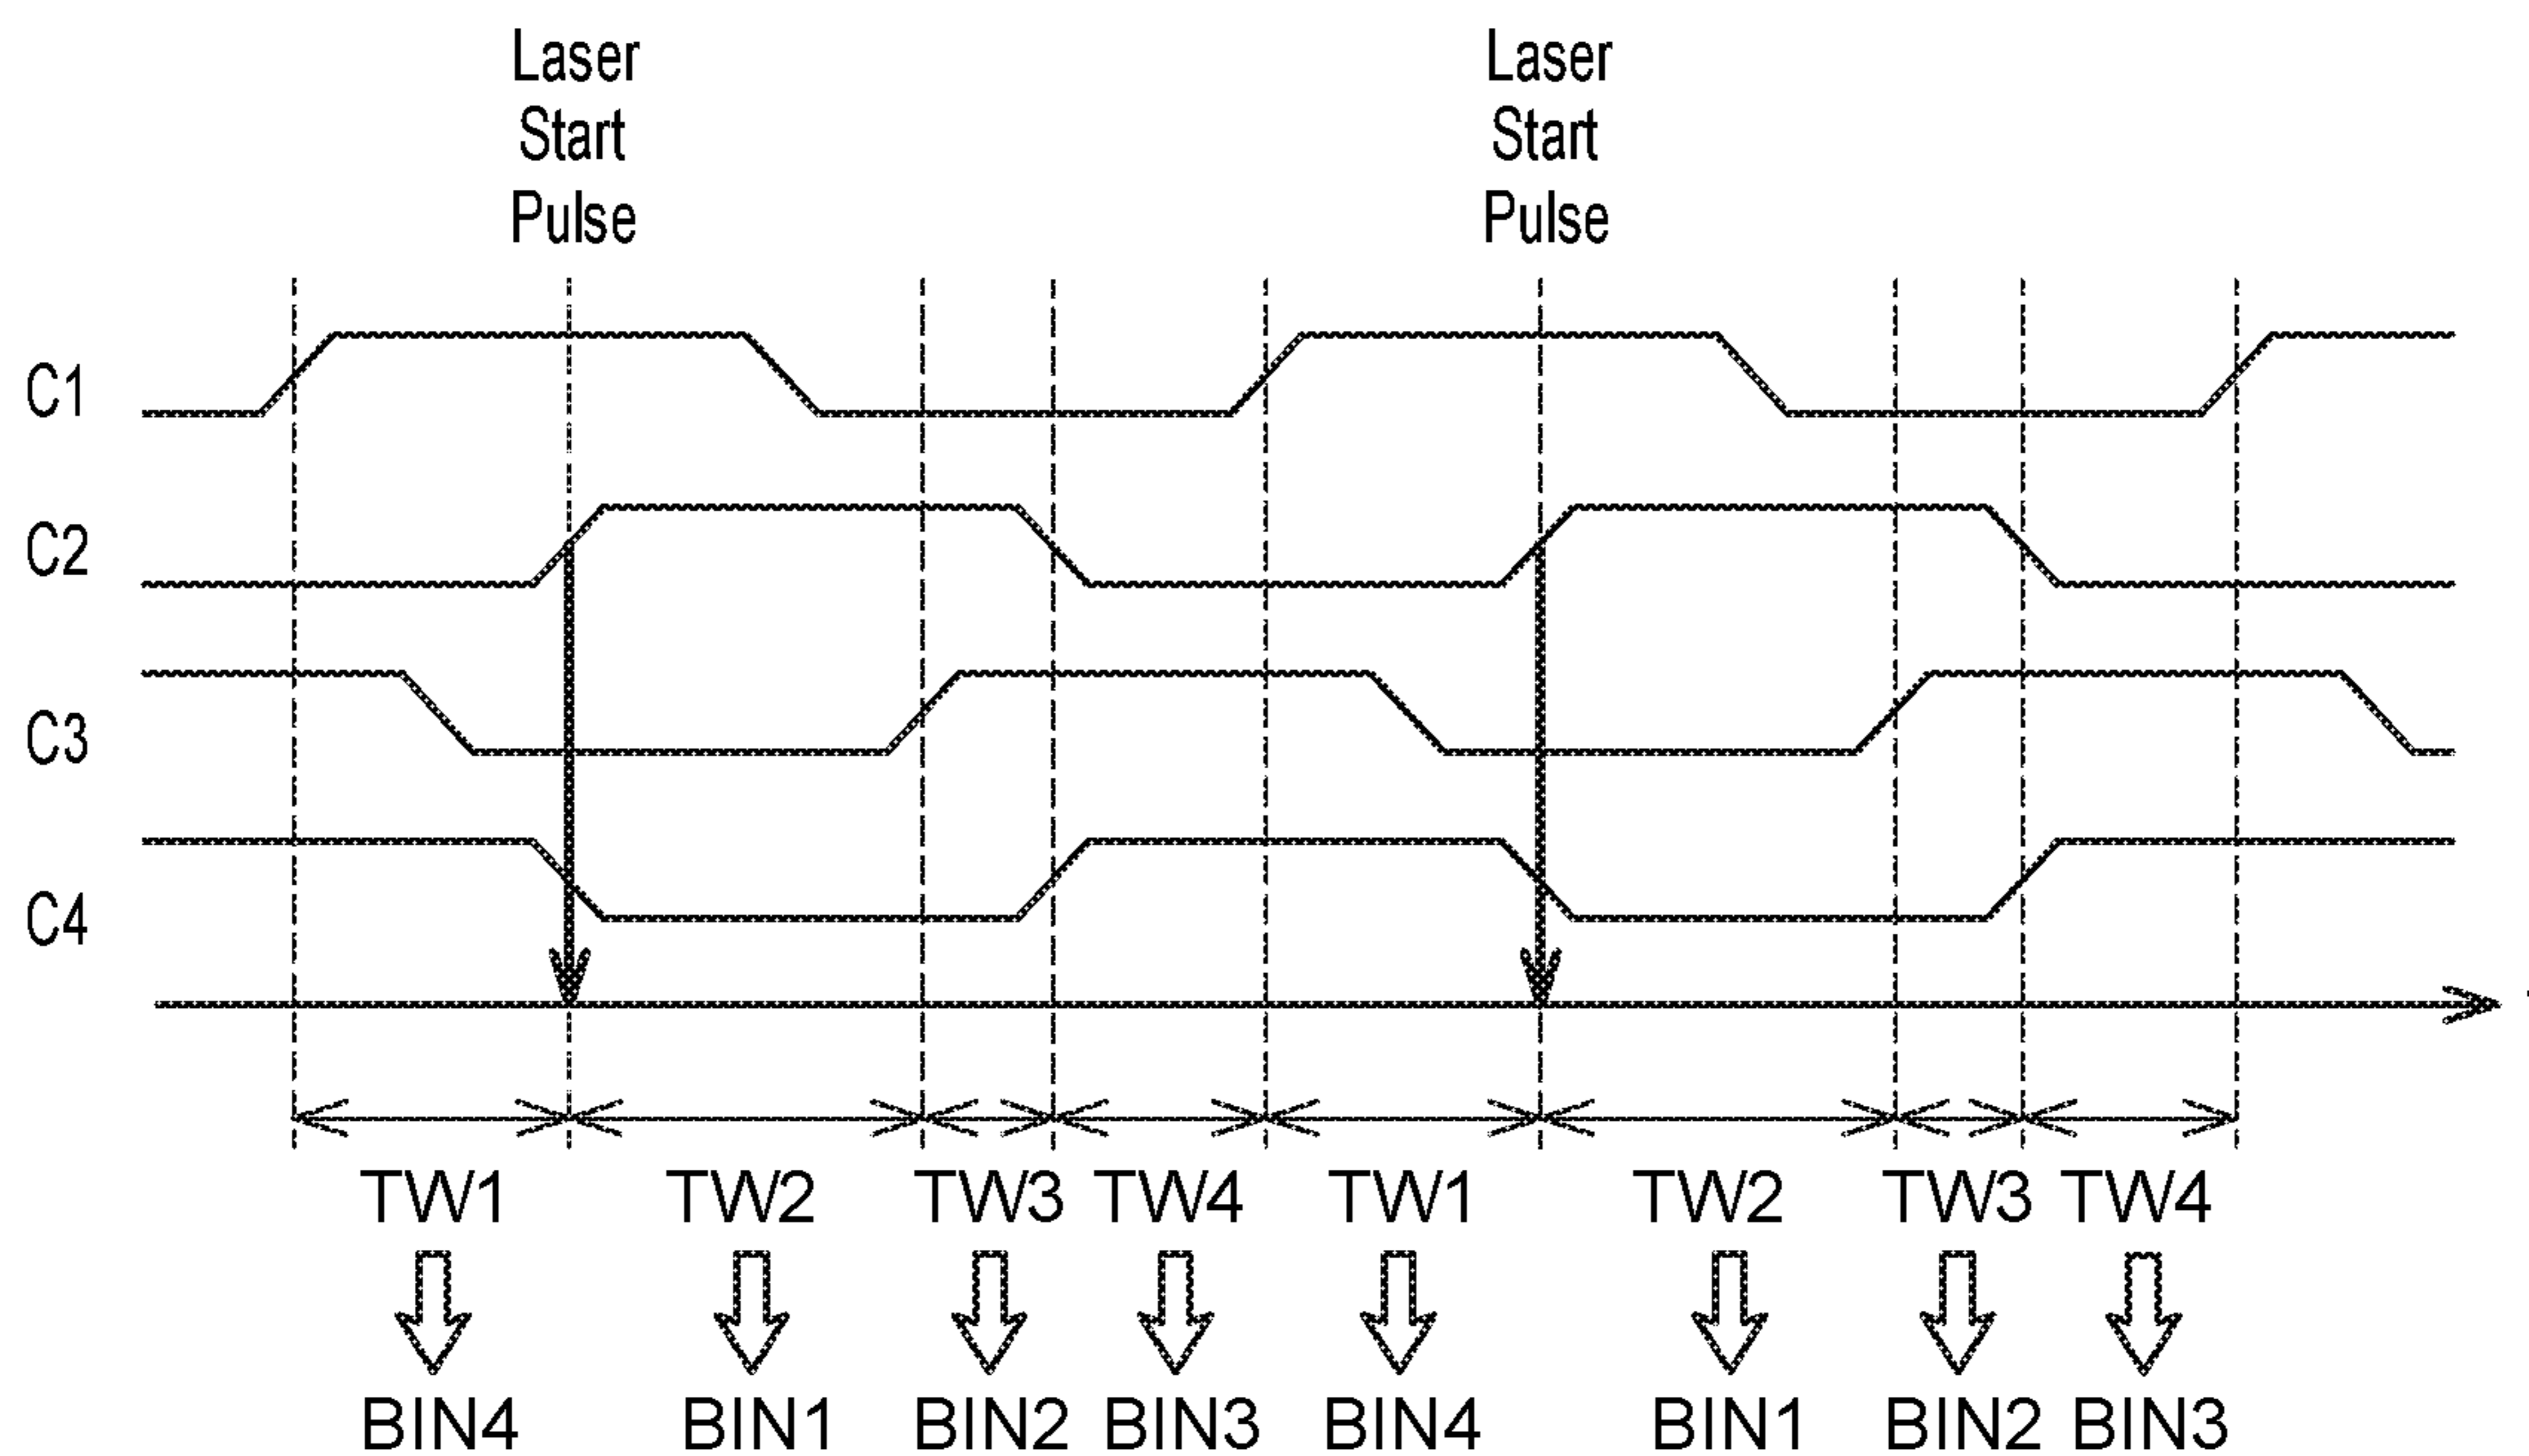 Laser
Start
Pulse
Laser
Start
Pulse
C1
C2
C3
C4
TW1 TW2 TW3 TW4 TW1 TW2 TW3 TW4
BIN4 BIN1 BIN2 BIN3 BIN4 BIN1 BIN2 BIN3